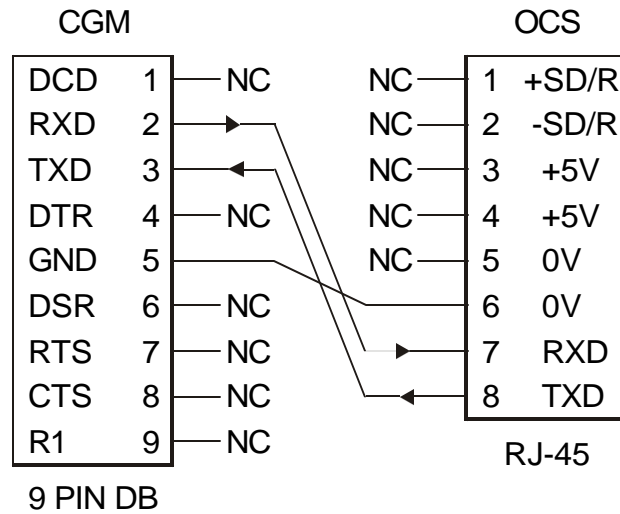 CGM
DCD 1 NC
RXD 2
TXD 3
DTR 4 NC
GND 5
DSR 6 NC
RTS 7 NC
CTS 8 NC
R1 9 NC
9 PIN DB
OCS
NC 1 +SD/R
NC 2 -SD/R
NC 3 +5V
NC 4 +5V
NC 5 0V
6 0V
7 RXD
8 TXD
RJ-45